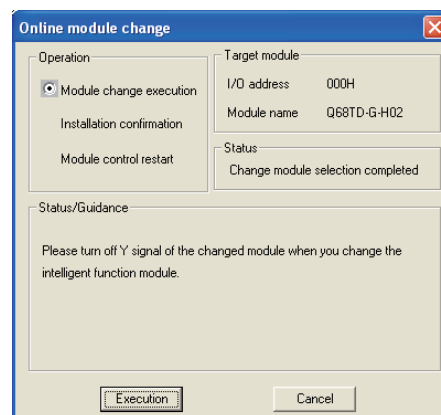 Online module change
Operation
Module change execution
Installation confirmation
Module control restart
Target module
I/O address 000H
Module name Q68TD-G-H02
Status
Change module selection completed
Status/Guidance
Please turn off Y signal of the changed module when you change the
intelligent function module.
Execution Cancel